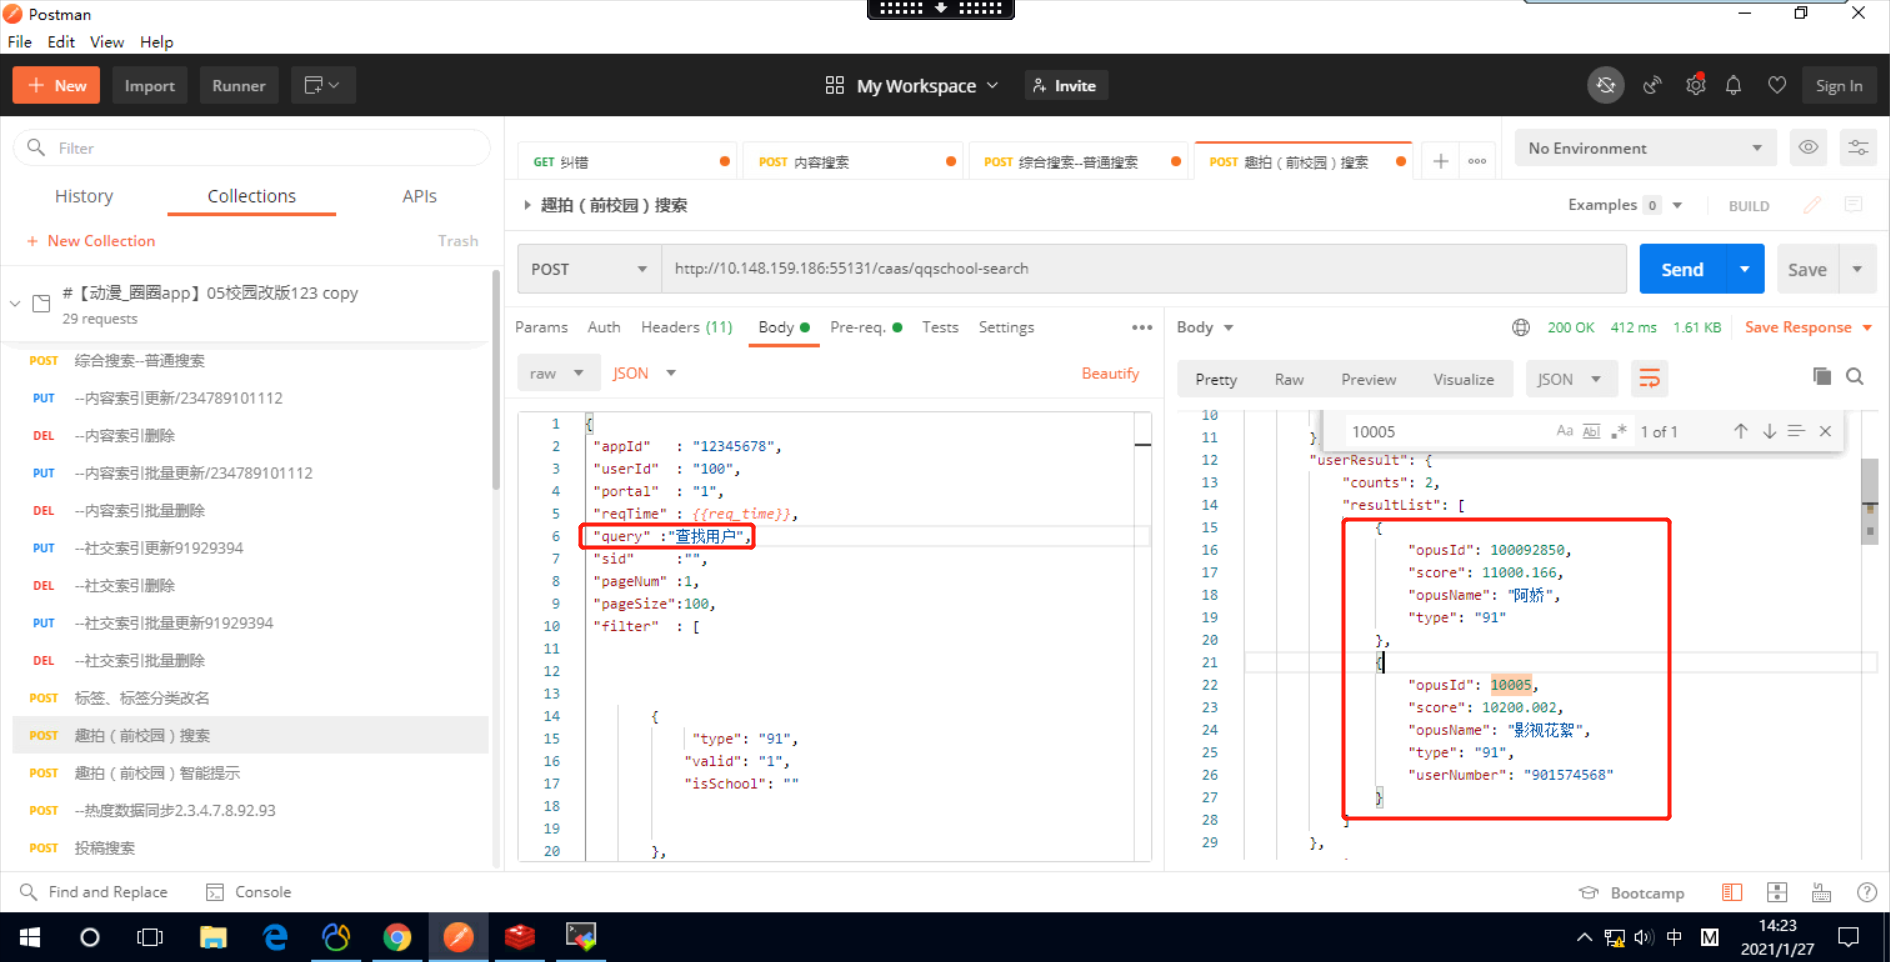 Postman
File Edit View Help
+ New Import Runner My Workspace Invite Sign In
Filter
History Collections APIs
+ New Collection Trash
#【动漫_圈圈app】05校园改版123 copy
29 requests
POST 综合搜索--普通搜索
PUT --内容索引更新/234789101112
DEL --内容索引删除
PUT --内容索引批量更新/234789101112
DEL --内容索引批量删除
PUT --社交索引更新91929394
DEL --社交索引删除
PUT --社交索引批量更新91929394
DEL --社交索引批量删除
POST 标签、标签分类改名
POST 趣拍（前校园）搜索
POST 趣拍（前校园）智能提示
POST --热度数据同步2.3.4.7.8.92.93
POST 投稿搜索
GET 纠错 POST 内容搜索 POST 综合搜索--普通搜索 POST 趣拍（前校园）搜索
No Environment
趣拍（前校园）搜索
Examples 0 BUILD
POST http://10.148.159.186:55131/caas/qqschool-search Send Save
Params Auth Headers (11) Body Pre-req. Tests Settings
raw JSON Beautify
1 {
2 "appId" : "12345678",
3 "userId" : "100",
4 "portal" : "1",
5 "reqTime" : {{req_time}},
6 "query" :"查找用户",
7 "sid" :"",
8 "pageNum" :1,
9 "pageSize":100,
10 "filter" : [
11
12
13
14 {
15 "type": "91",
16 "valid": "1",
17 "isSchool": ""
18
19
20 },
Body 200 OK 412 ms 1.61 KB Save Response
Pretty Raw Preview Visualize JSON
10005 Aa Abl .* 1 of 1
10
11 }
12 "userResult": {
13 "counts": 2,
14 "resultList": [
15 {
16 "opusId": 100092850,
17 "score": 11000.166,
18 "opusName": "阿娇",
19 "type": "91"
20 },
21 {
22 "opusId": 10005,
23 "score": 10200.002,
24 "opusName": "影视花絮",
25 "type": "91",
26 "userNumber": "901574568"
27 }
28 ]
29 },
Find and Replace Console Bootcamp
中 M 14:23
2021/1/27